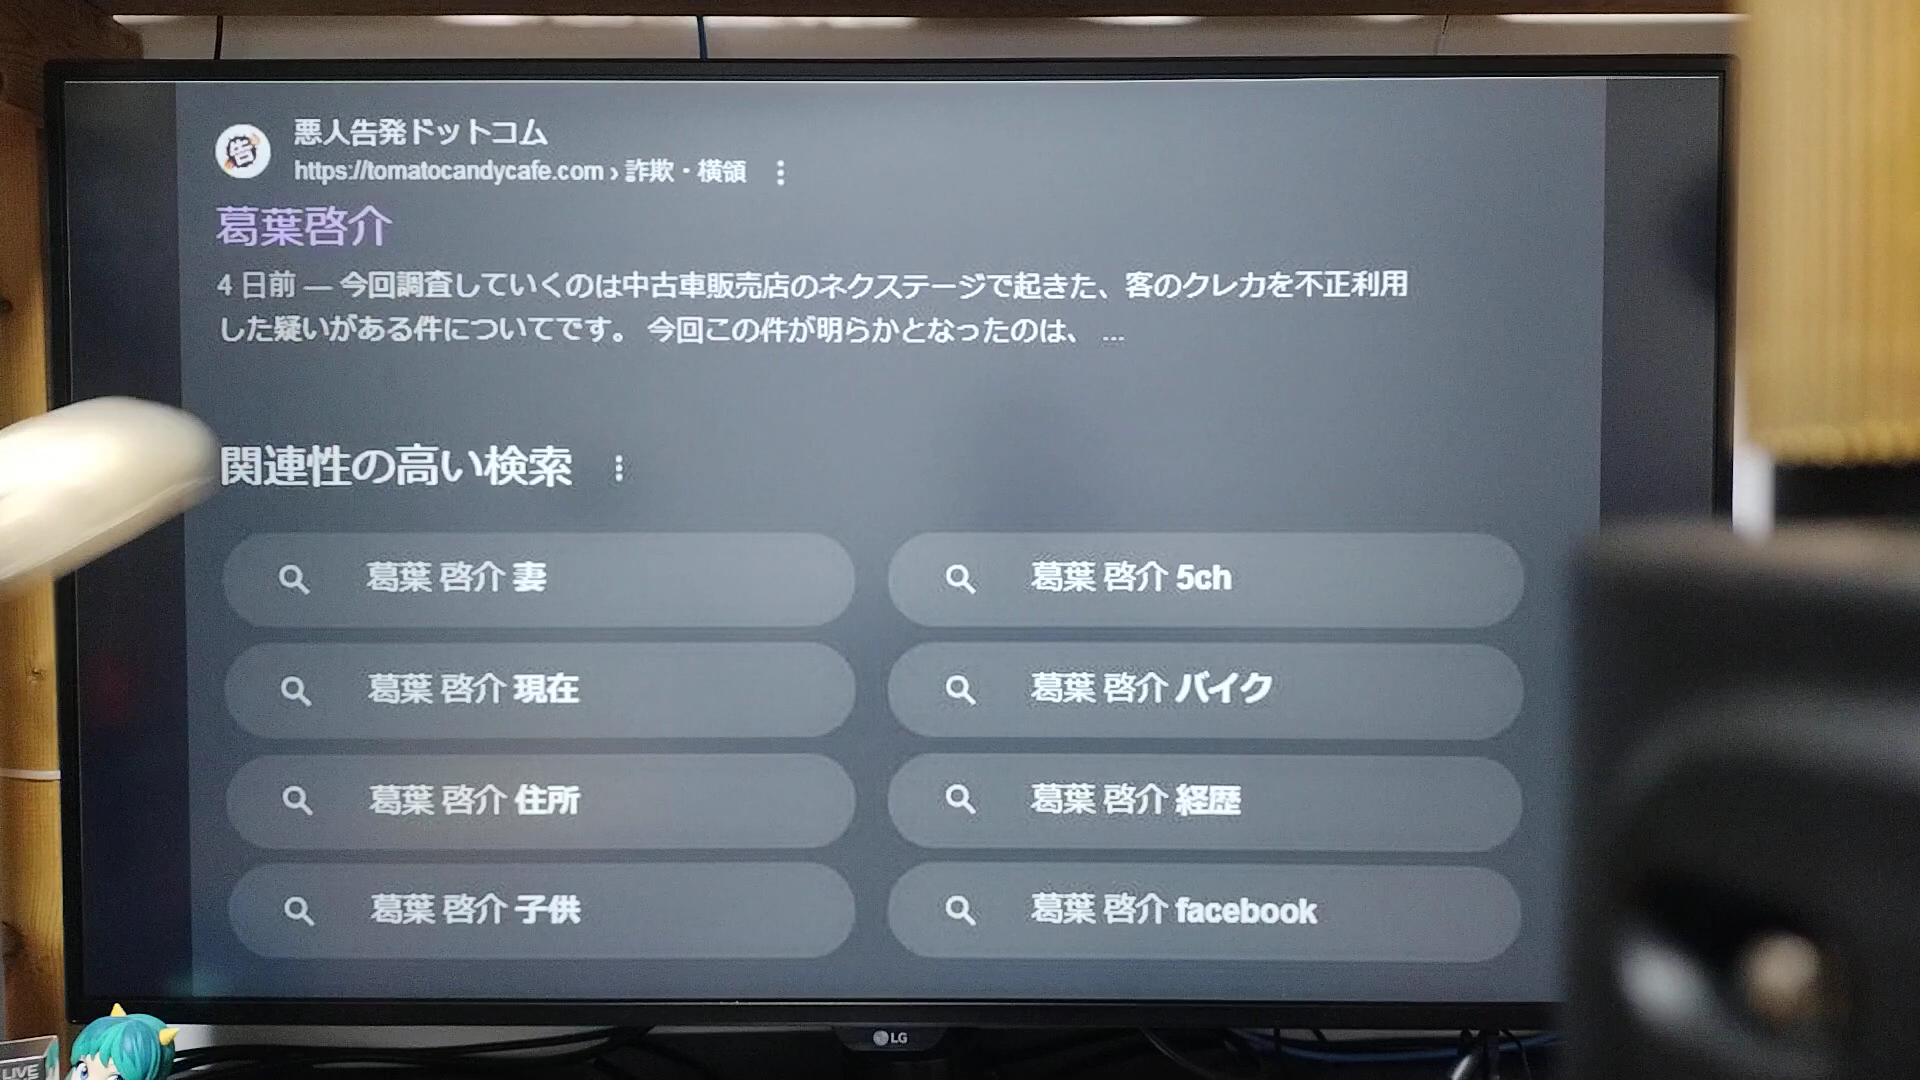 悪人告発ドットコム
https://tomatocandycafe.com › 詐欺・横領
葛葉啓介
4 日前 — 今回調査していくのは中古車販売店のネクステージで起きた、客のクレカを不正利用
した疑いがある件についてです。 今回この件が明らかとなったのは、 ...
関連性の高い検索
葛葉 啓介 妻
葛葉 啓介 5ch
葛葉 啓介 現在
葛葉 啓介 バイク
葛葉 啓介 住所
葛葉 啓介 経歴
葛葉 啓介 子供
葛葉 啓介 facebook
LG
LIVE